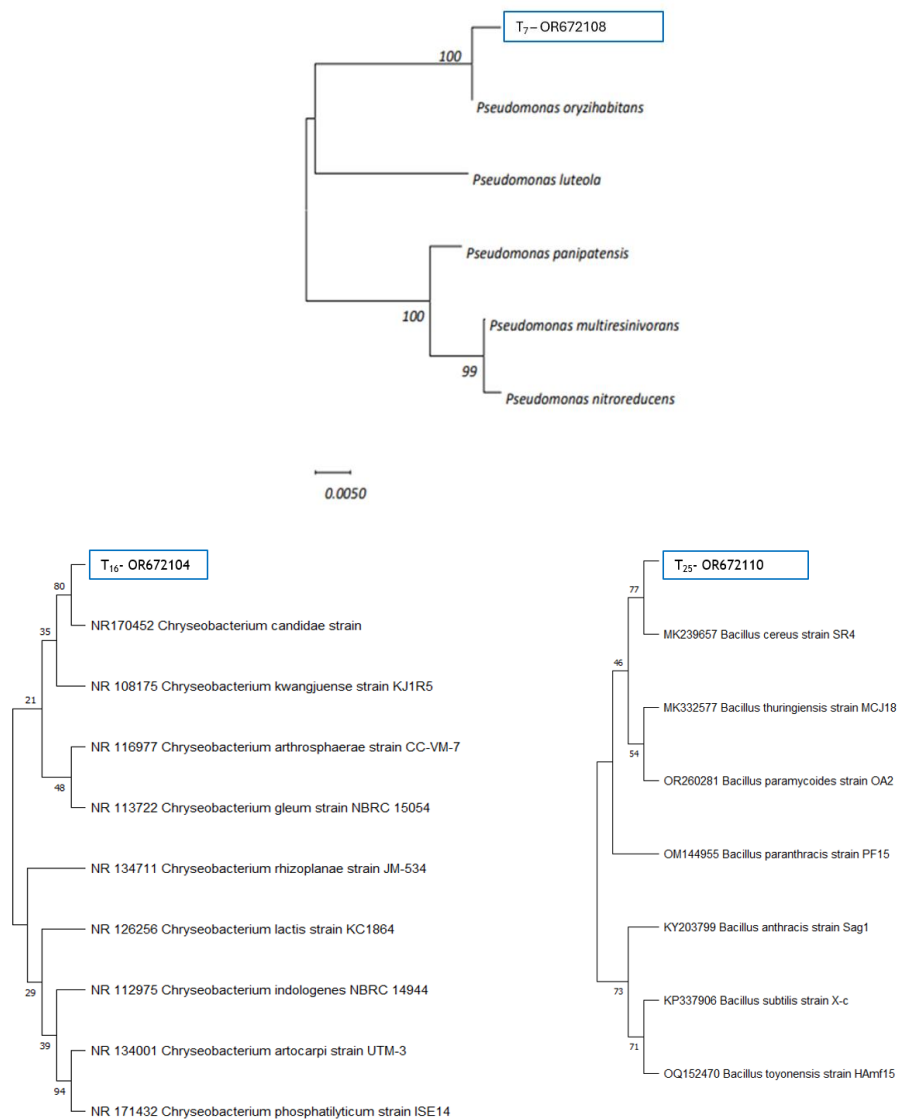 T₇– OR672108
100
Pseudomonas oryzihabitans
Pseudomonas luteola
Pseudomonas panipatensis
100
Pseudomonas multiresinivorans
99
Pseudomonas nitroreducens
0.0050
T₁₆- OR672104
80
NR170452 Chryseobacterium candidae strain
35
NR 108175 Chryseobacterium kwangjuense strain KJ1R5
21
NR 116977 Chryseobacterium arthrosphaerae strain CC-VM-7
48
NR 113722 Chryseobacterium gleum strain NBRC 15054
NR 134711 Chryseobacterium rhizoplanae strain JM-534
NR 126256 Chryseobacterium lactis strain KC1864
29
NR 112975 Chryseobacterium indologenes NBRC 14944
39
NR 134001 Chryseobacterium artocarpi strain UTM-3
94
NR 171432 Chryseobacterium phosphatilyticum strain ISE14
T₂₅- OR672110
77
MK239657 Bacillus cereus strain SR4
46
MK332577 Bacillus thuringiensis strain MCJ18
54
OR260281 Bacillus paramycoides strain OA2
OM144955 Bacillus paranthracis strain PF15
KY203799 Bacillus anthracis strain Sag1
73
KP337906 Bacillus subtilis strain X-c
71
OQ152470 Bacillus toyonensis strain HAmf15